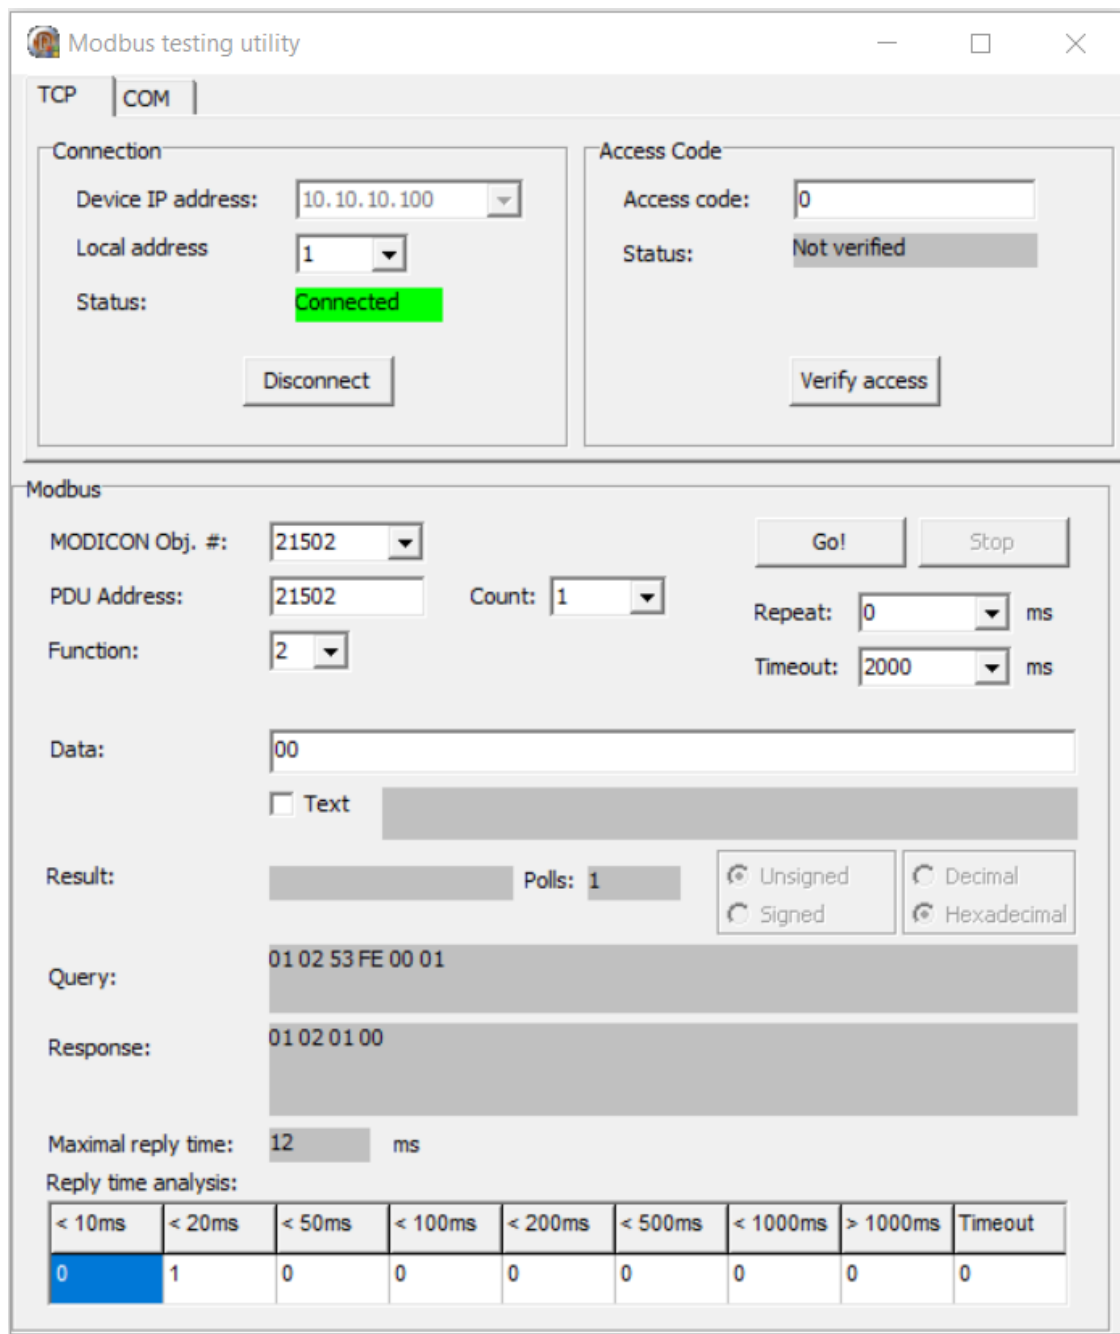 Modbus testing utility
TCP COM
Connection
Device IP address: 10.10.10.100
Local address 1
Status: Connected
Disconnect
Access Code
Access code: 0
Status: Not verified
Verify access
Modbus
MODICON Obj. #: 21502 Go! Stop
PDU Address: 21502 Count: 1
Repeat: 0 ms
Function: 2
Timeout: 2000 ms
Data: 00
Text
Result: Polls: 1
Unsigned Decimal
Signed Hexadecimal
Query: 01 02 53 FE 00 01
Response: 01 02 01 00
Maximal reply time: 12 ms
Reply time analysis:
< 10ms < 20ms < 50ms < 100ms < 200ms < 500ms < 1000ms > 1000ms Timeout
0 1 0 0 0 0 0 0 0